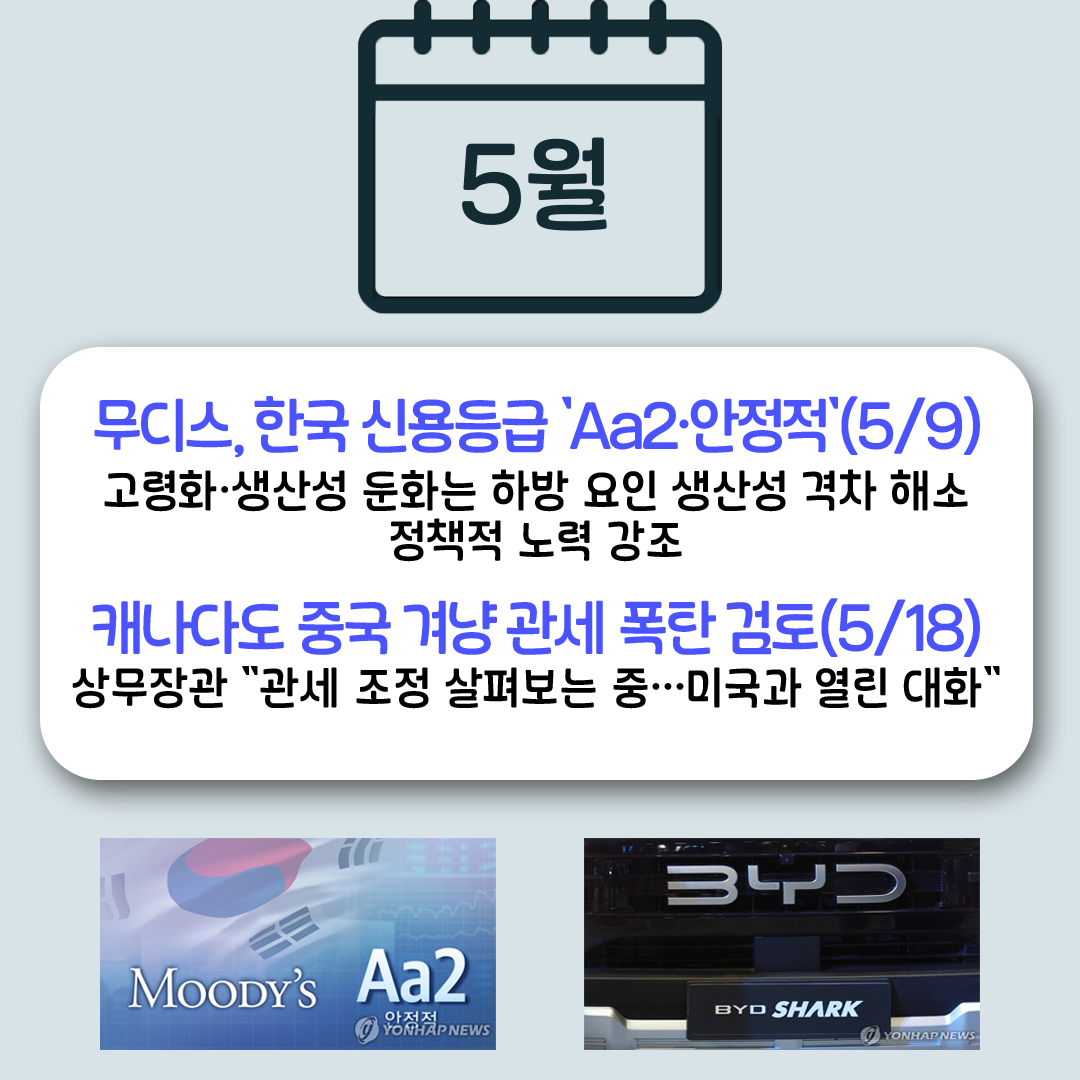 5월
무디스, 한국 신용등급 `Aa2·안정적`(5/9)
고령화·생산성 둔화는 하방 요인 생산성 격차 해소
정책적 노력 강조
캐나다도 중국 겨냥 관세 폭탄 검토(5/18)
상무장관 "관세 조정 살펴보는 중…미국과 열린 대화"
MOODY'S Aa2
안정적
YONHAP NEWS
BYD
BYD SHARK
YONHAP NEWS